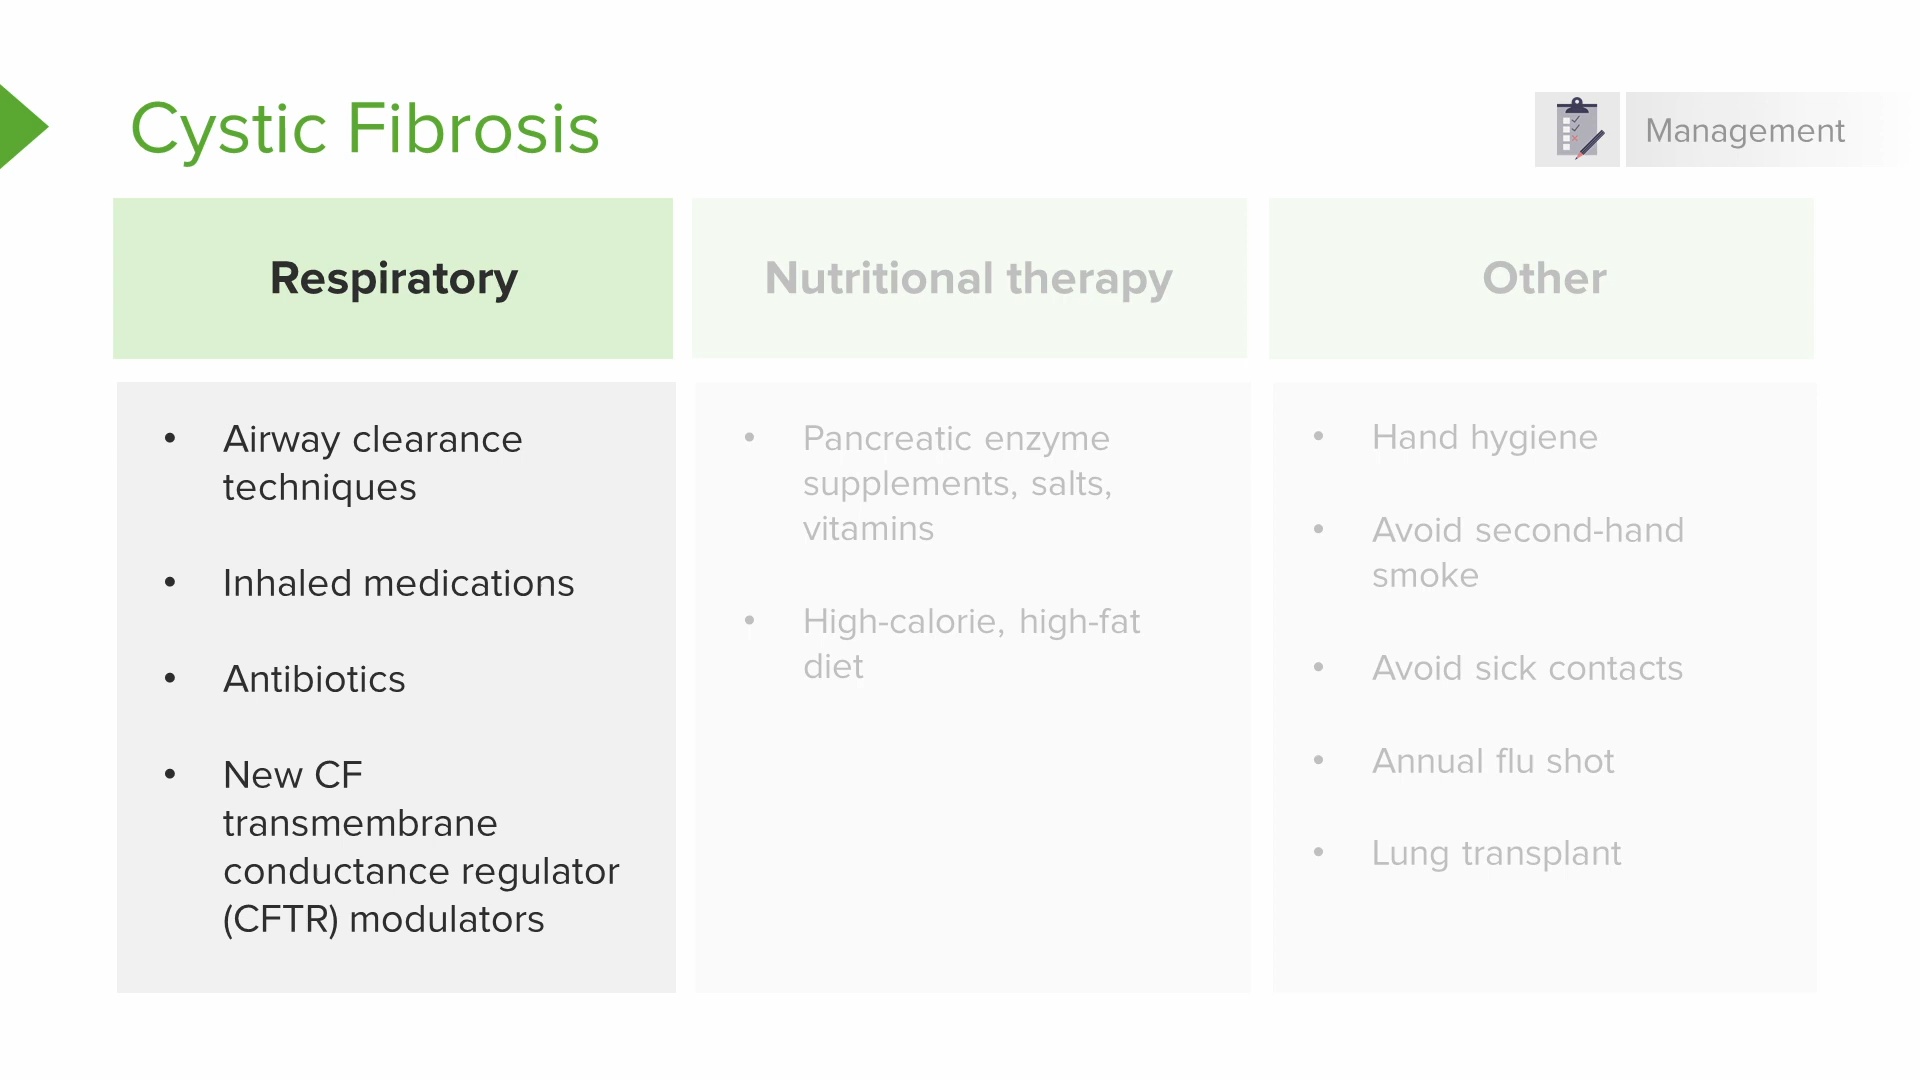 Cystic Fibrosis
Management
Respiratory
• Airway clearance
techniques
• Inhaled medications
• Antibiotics
• New CF
transmembrane
conductance regulator
(CFTR) modulators
Nutritional therapy
• Pancreatic enzyme
supplements, salts,
vitamins
• High-calorie, high-fat
diet
Other
• Hand hygiene
• Avoid second-hand
smoke
• Avoid sick contacts
• Annual flu shot
• Lung transplant